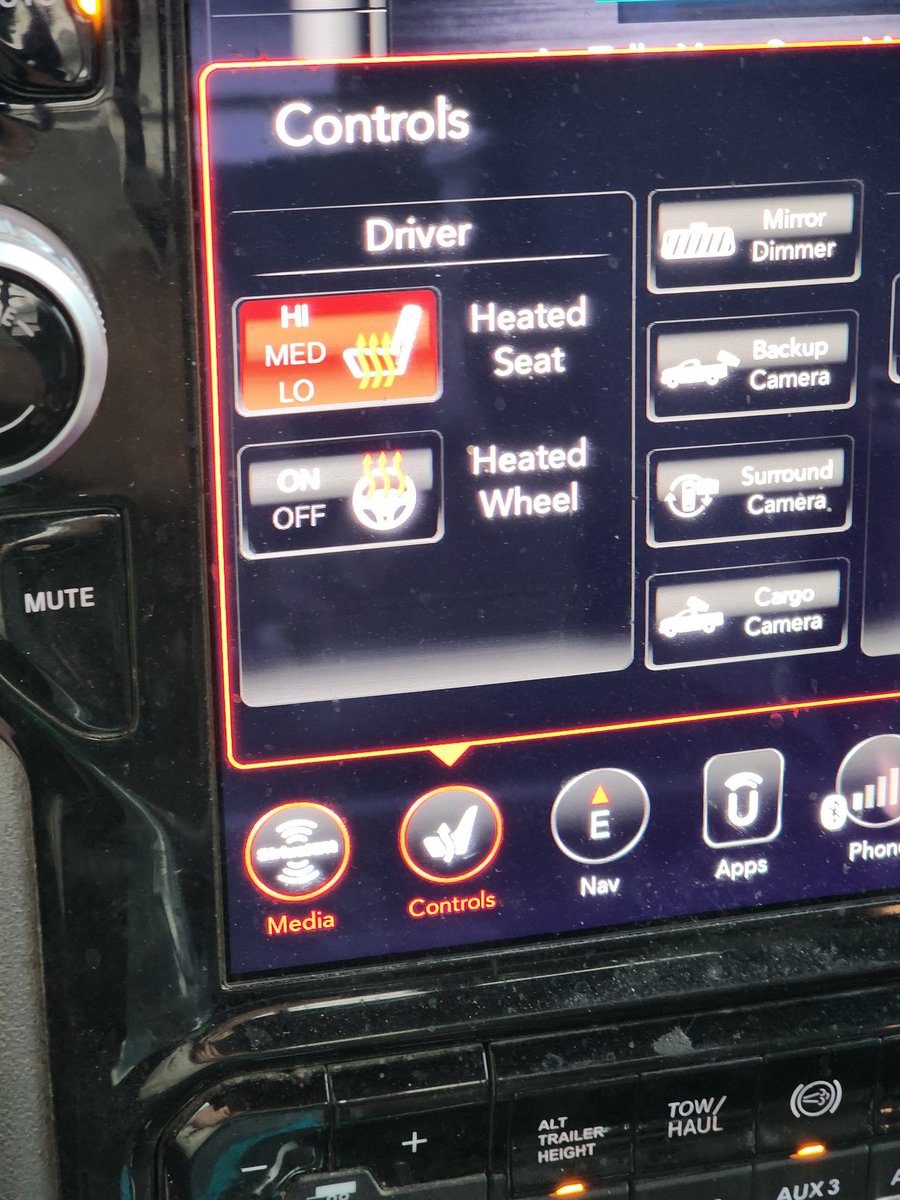 Controls
Driver
HI
MED
LO
Heated
Seat
ON
OFF
Heated
Wheel
Mirror
Dimmer
Backup
Camera
Surround
Camera
Cargo
Camera
MUTE
Media
Controls
E
Nav
U
Apps
Phone
ALT
TRAILER
HEIGHT
TOW/
HAUL
AUX 3